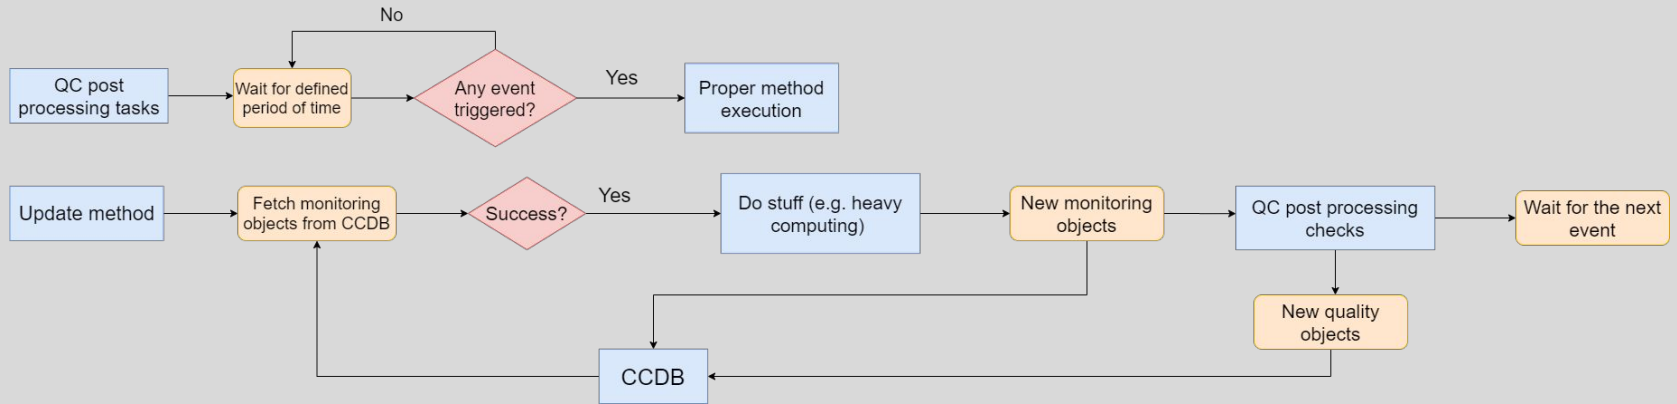 No
QC post
processing tasks
Wait for defined
period of time
Any event
triggered?
Yes
Proper method
execution
Update method
Fetch monitoring
objects from CCDB
Success?
Yes
Do stuff (e.g. heavy
computing)
New monitoring
objects
QC post processing
checks
Wait for the next
event
New quality
objects
CCDB